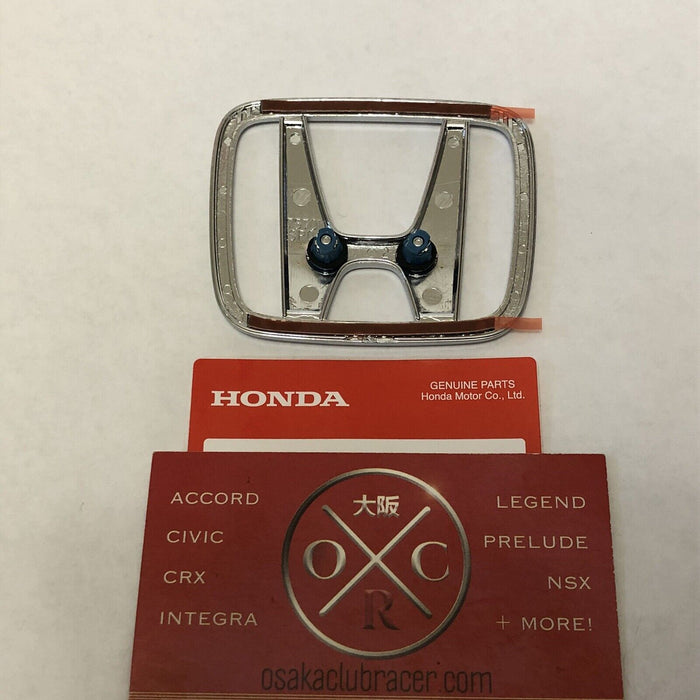 HONDA
GENUINE PARTS
Honda Motor Co., Ltd.
ACCORD
CIVIC
CRX
INTEGRA
大阪
O C
R
LEGEND
PRELUDE
NSX
+ MORE!
osakaclubracer.com